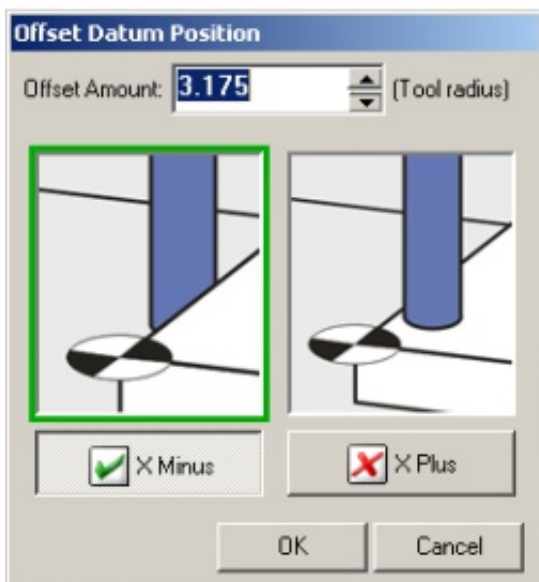 Offset Datum Position
Offset Amount: 3.175 (Tool radius)
X Minus
X Plus
OK
Cancel